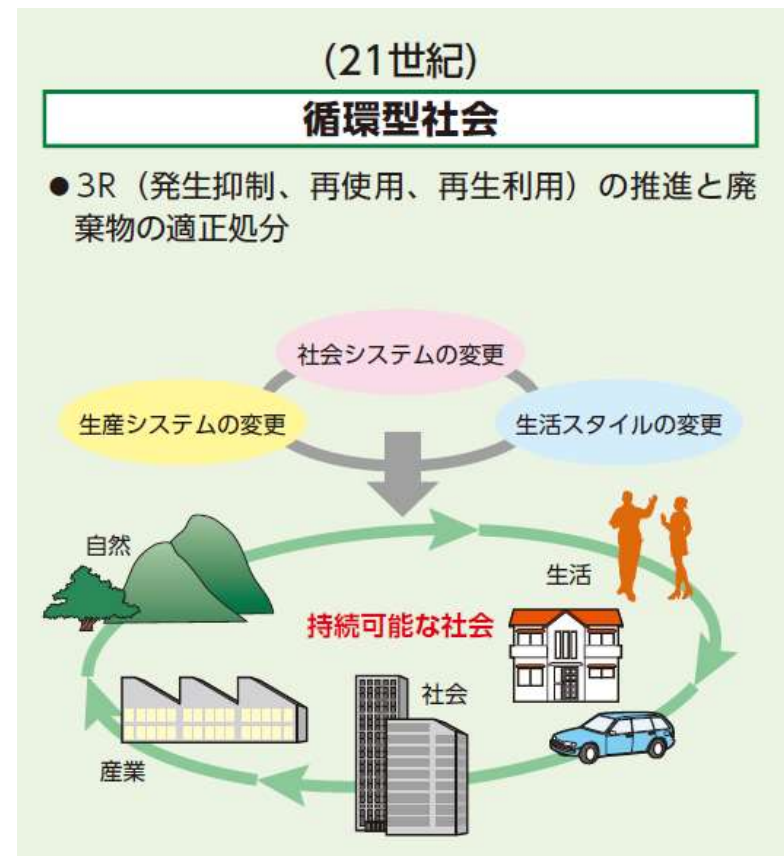 (21世紀)
循環型社会
●3R（発生抑制、再使用、再生利用）の推進と廃
棄物の適正処分
社会システムの変更
生産システムの変更
生活スタイルの変更
自然
生活
持続可能な社会
社会
産業